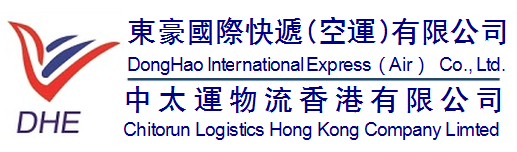 東豪國際快遞(空運)有限公司
DongHao International Express ( Air ) Co., Ltd.
中太運物流香港有限公司
Chitorun Logistics Hong Kong Company Limted
DHE